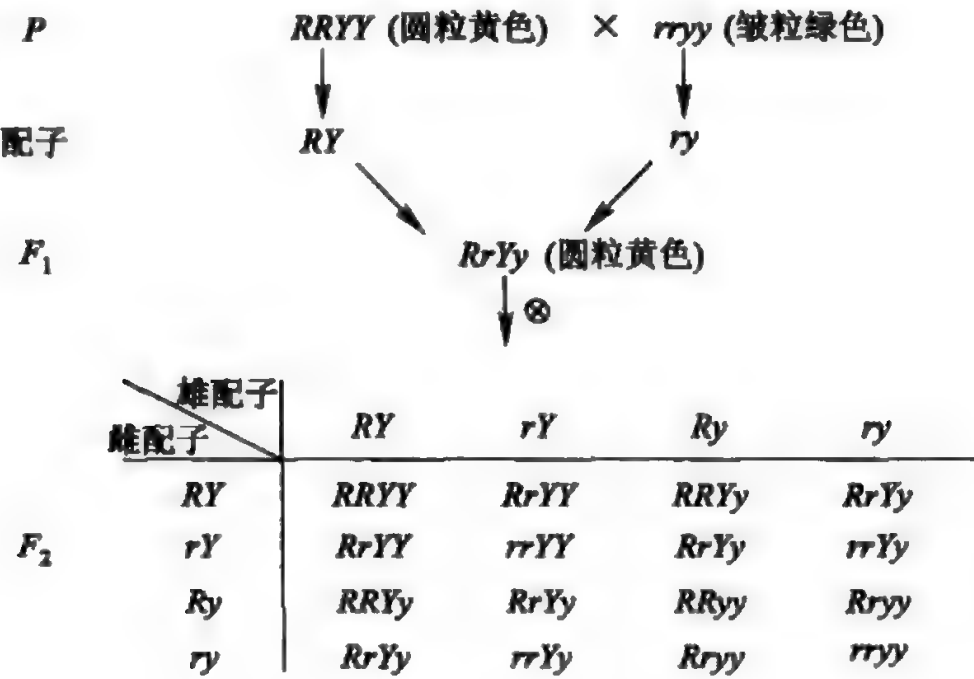 P RRYY (圆粒黄色) × rryy (皱粒绿色)
配子 RY ry
F₁ RrYy (圆粒黄色)
⊗
雄配子
雌配子 RY rY Ry ry
RY RRYY RrYY RRYy RrYy
F₂ rY RrYY rrYY RrYy rrYy
Ry RRYy RrYy RRyy Rryy
ry RrYy rrYy Rryy rryy